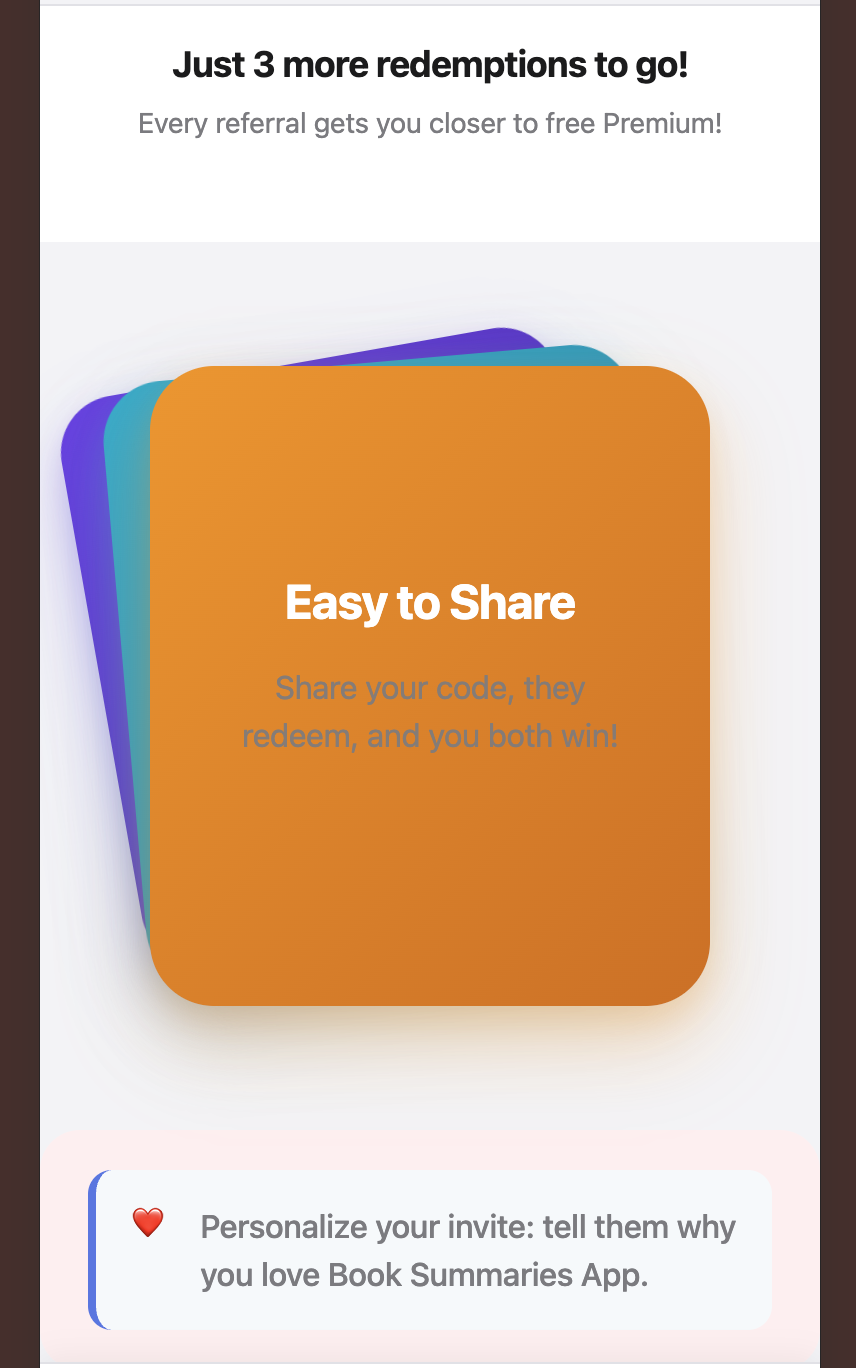 Just 3 more redemptions to go!
Every referral gets you closer to free Premium!
Easy to Share
Share your code, they
redeem, and you both win!
Personalize your invite: tell them why
you love Book Summaries App.